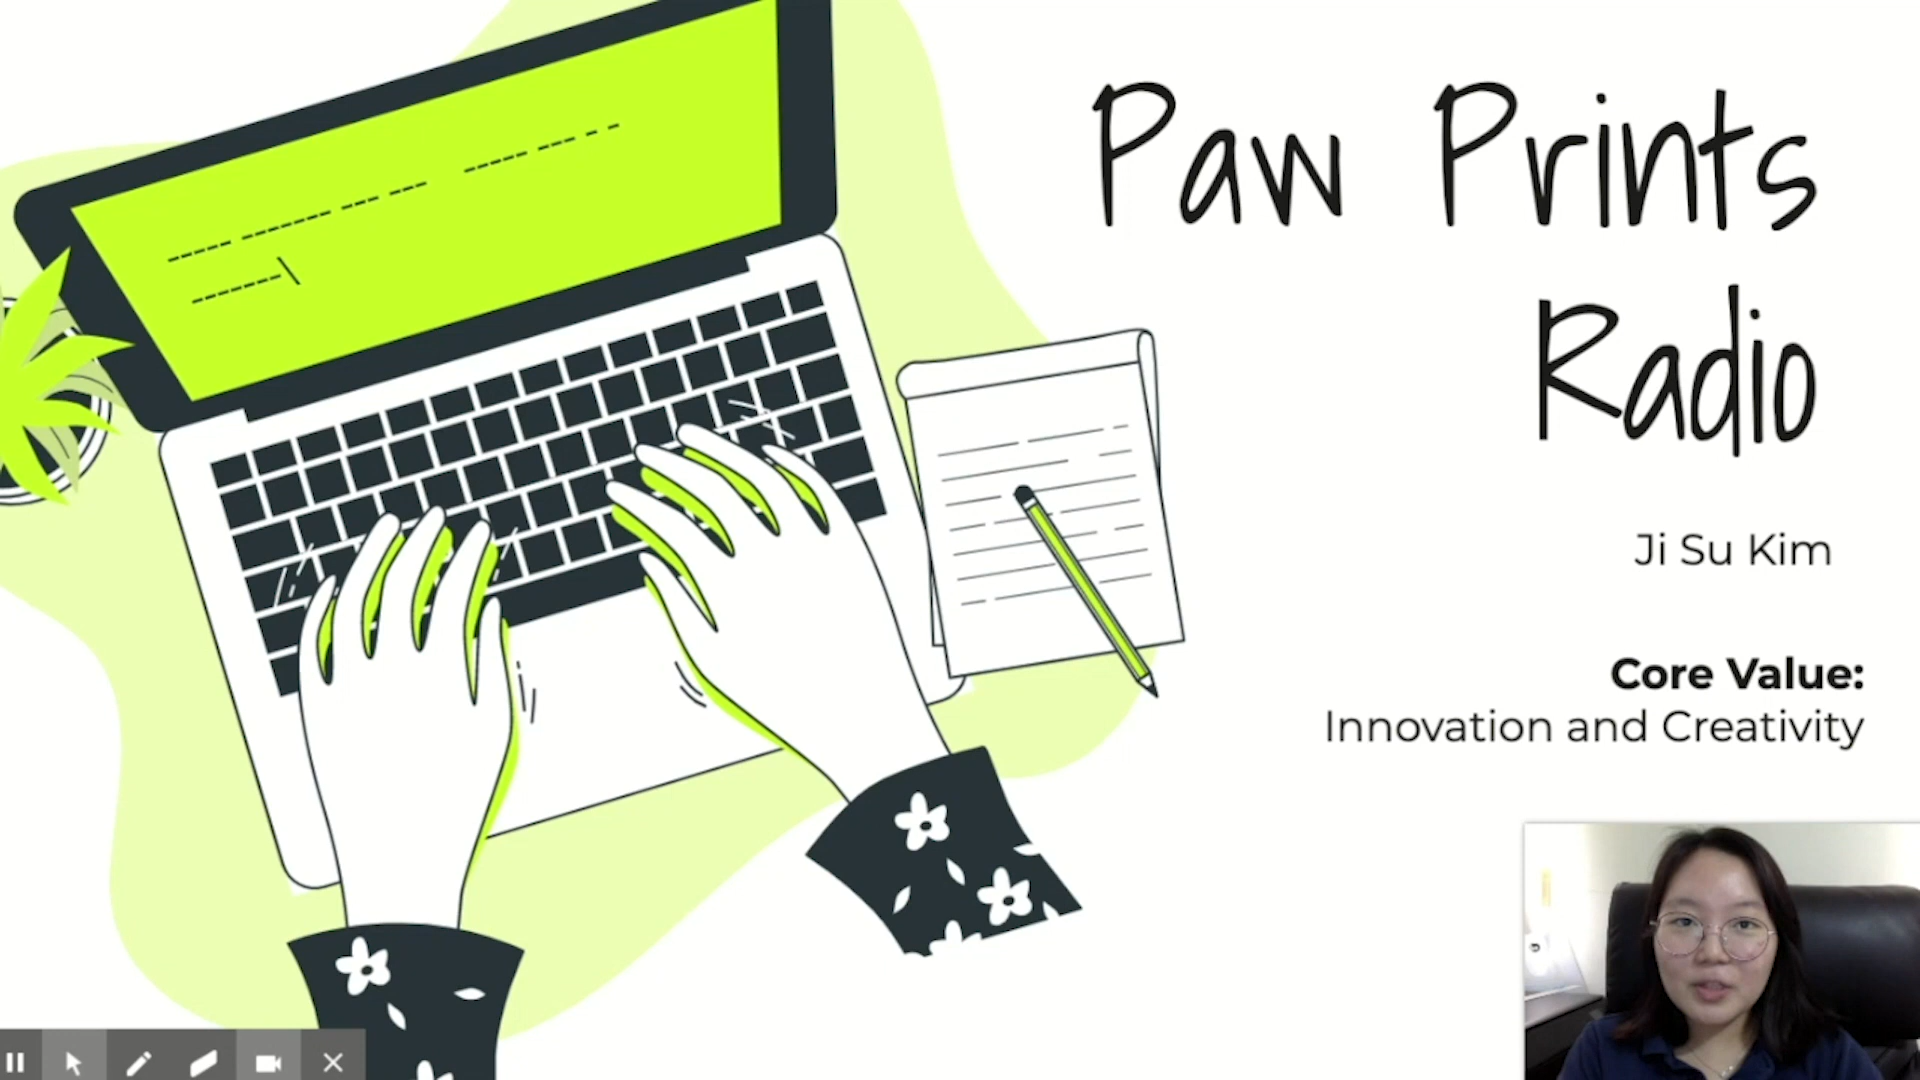 Paw Prints
Radio
Ji Su Kim
Core Value:
Innovation and Creativity